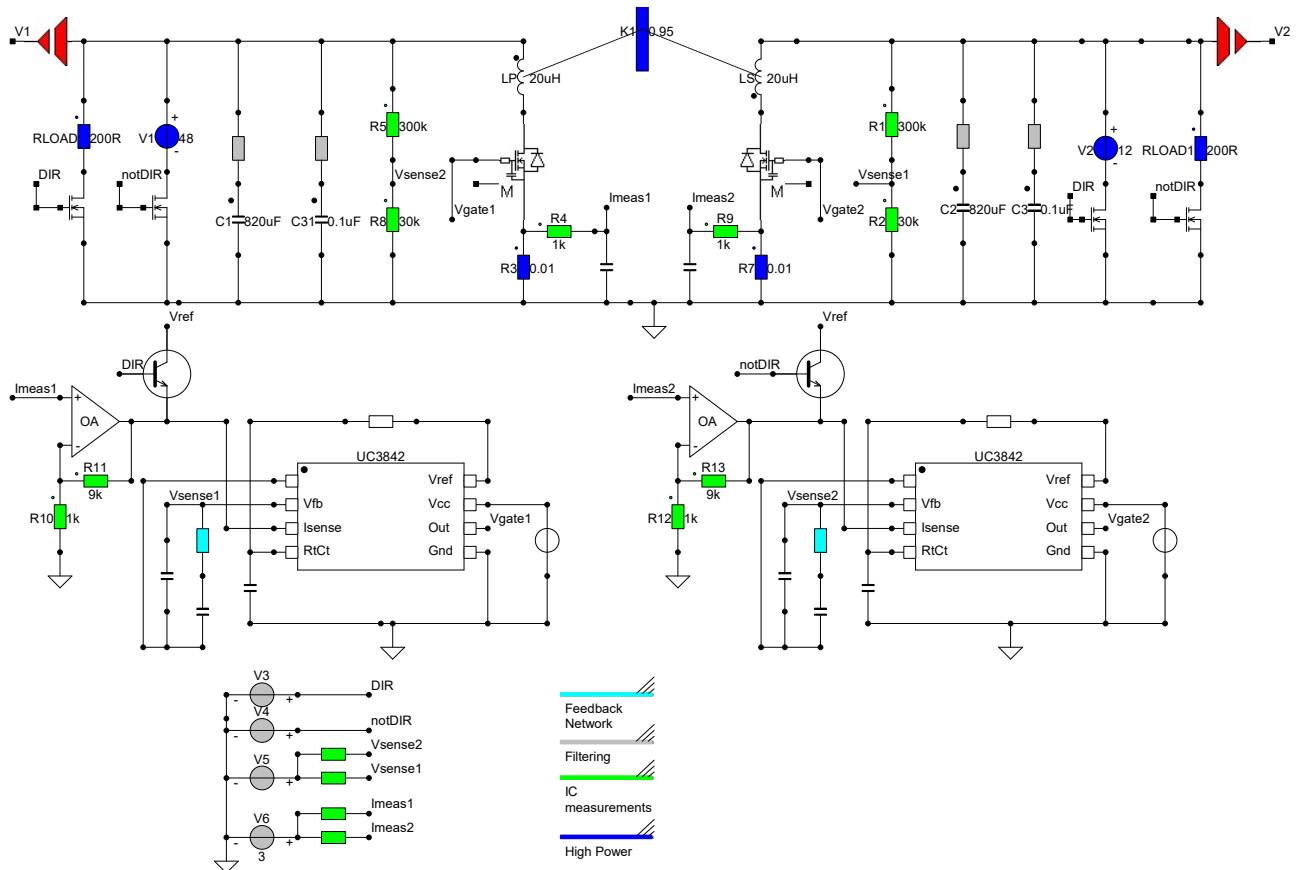 V1
K1 0.95
V2
LP 20uH
LS 20uH
RLOAD 200R
V1 48
R5 300k
R1 300k
V2 12
RLOAD1 200R
+
-
+
-
DIR
notDIR
Vsense2
M
M
Vsense1
DIR
notDIR
Vgate1
Imeas1
Imeas2
Vgate2
C1 820uF
C31 0.1uF
R8 30k
R4
1k
R9
1k
R2 30k
C2 820uF
C3 0.1uF
R3 0.01
R7 0.01
Vref
DIR
Imeas1
+
OA
-
R11
9k
R10 1k
UC3842
Vref
Vfb
Vcc
Isense
Out
RtCt
Gnd
Vsense1
Vgate1
Vref
notDIR
Imeas2
+
OA
-
R13
9k
R12 1k
UC3842
Vref
Vfb
Vcc
Isense
Out
RtCt
Gnd
Vsense2
Vgate2
V3
- +
DIR
V4
- +
notDIR
Vsense2
V5
- +
Vsense1
Imeas1
V6
- +
3
Imeas2
Feedback
Network
Filtering
IC
measurements
High Power